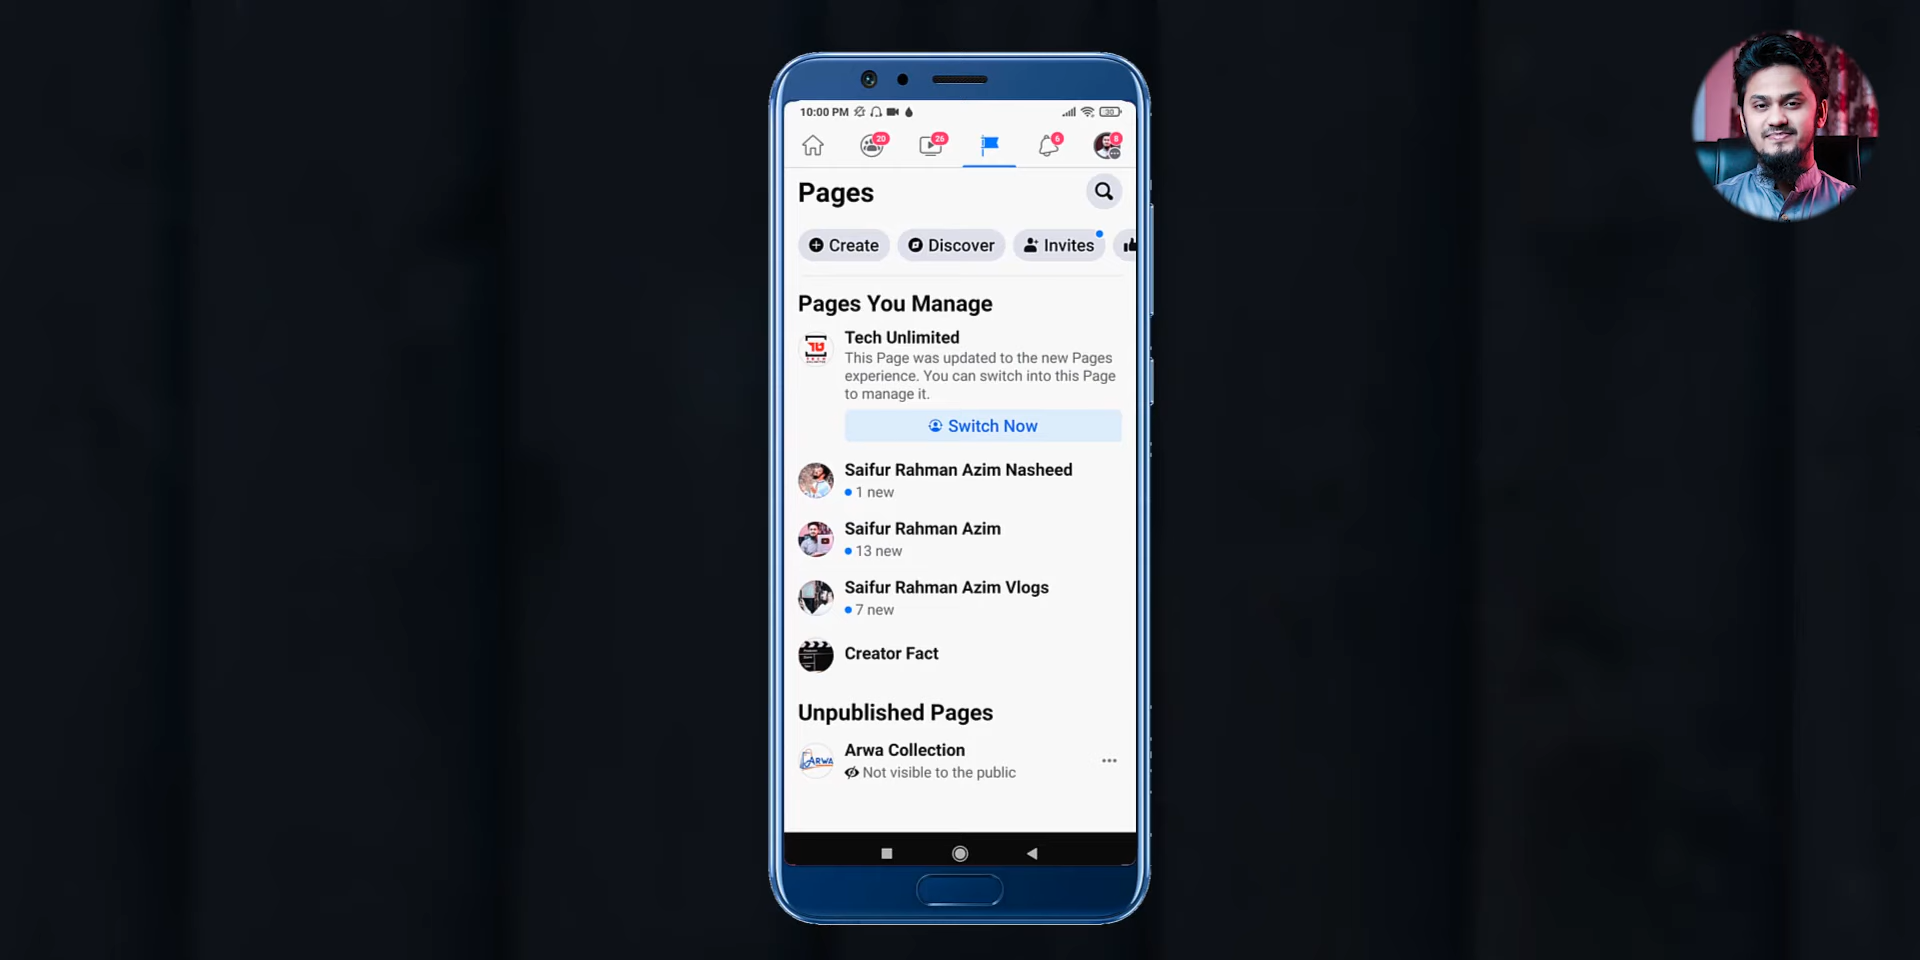 10:00 PM 30
20 26 6 8
Pages
Create Discover Invites
Pages You Manage
Tech Unlimited
This Page was updated to the new Pages
experience. You can switch into this Page
to manage it.
Switch Now
Saifur Rahman Azim Nasheed
1 new
Saifur Rahman Azim
13 new
Saifur Rahman Azim Vlogs
7 new
Creator Fact
Unpublished Pages
Arwa Collection
ARWA
Not visible to the public